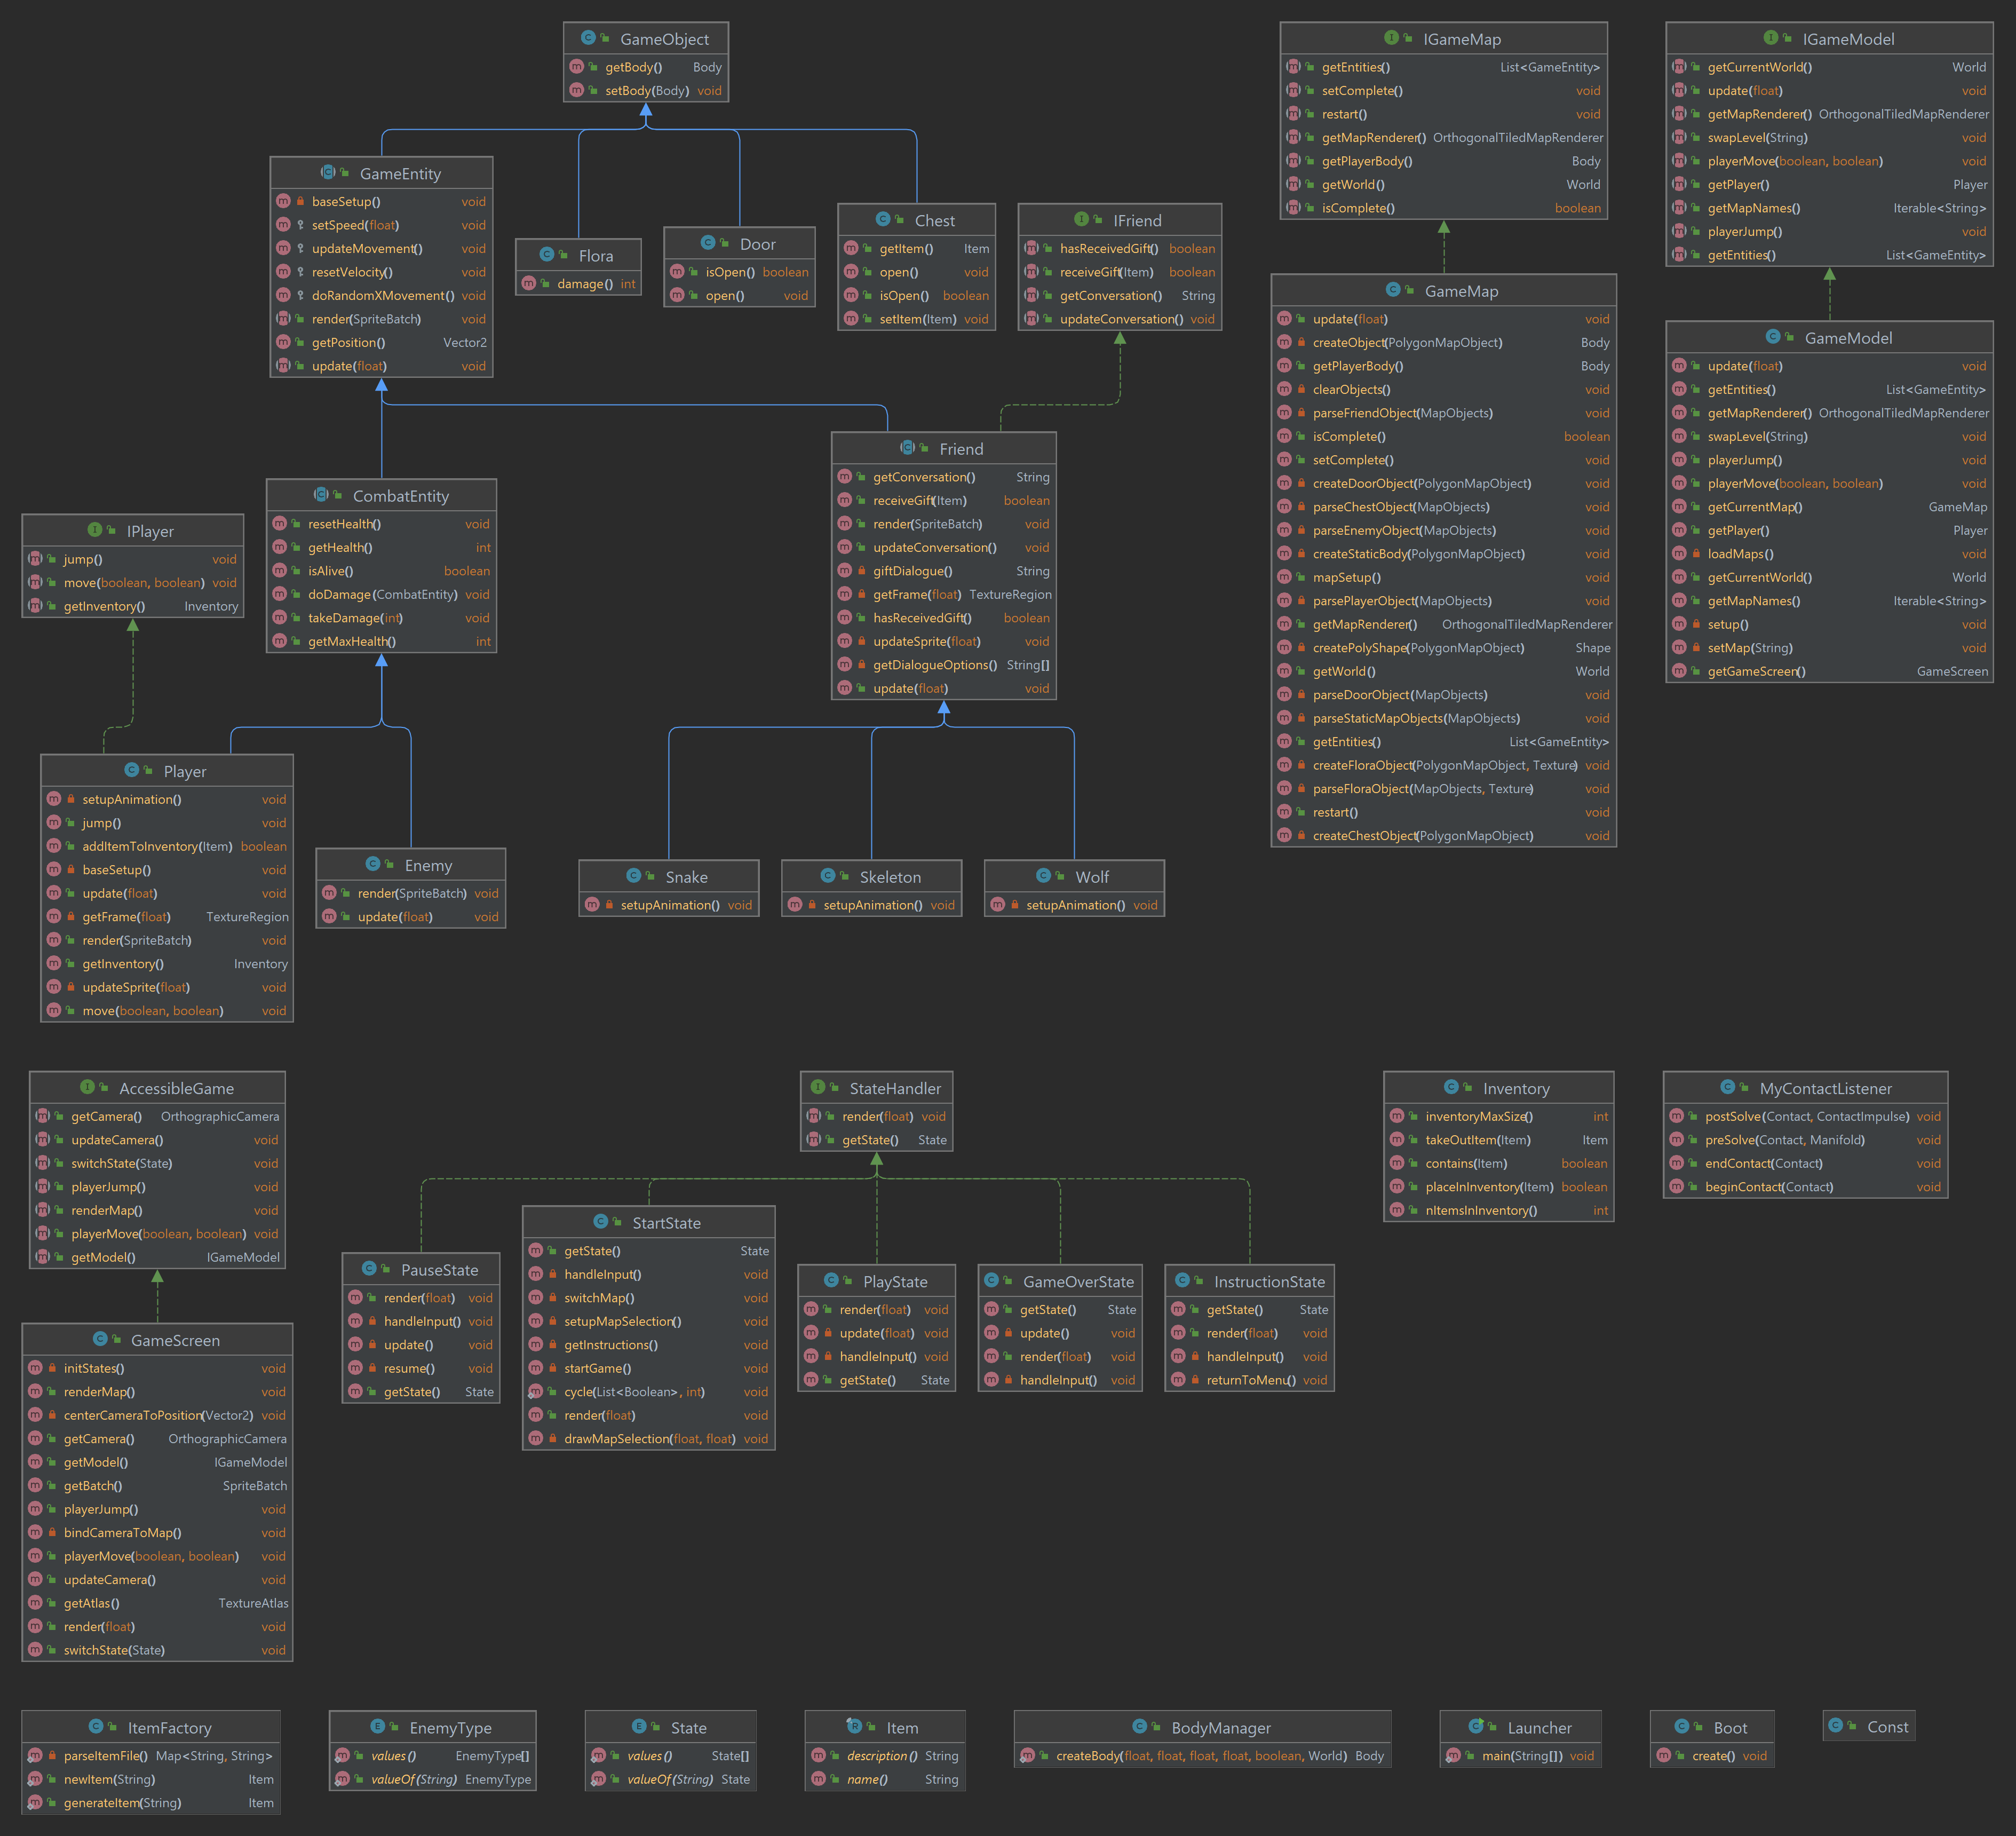 GameObject
getBody() Body
setBody(Body) void
IGameMap
getEntities() List<GameEntity>
setComplete() void
restart() void
getMapRenderer() OrthogonalTiledMapRenderer
getPlayerBody() Body
getWorld() World
isComplete() boolean
IGameModel
getCurrentWorld() World
update(float) void
getMapRenderer() OrthogonalTiledMapRenderer
swapLevel(String) void
playerMove(boolean, boolean) void
getPlayer() Player
getMapNames() Iterable<String>
playerJump() void
getEntities() List<GameEntity>
GameEntity
baseSetup() void
setSpeed(float) void
updateMovement() void
resetVelocity() void
doRandomXMovement() void
render(SpriteBatch) void
getPosition() Vector2
update(float) void
Flora
damage() int
Door
isOpen() boolean
open() void
Chest
getItem() Item
open() void
isOpen() boolean
setItem(Item) void
IFriend
hasReceivedGift() boolean
receiveGift(Item) boolean
getConversation() String
updateConversation() void
GameMap
update(float) void
createObject(PolygonMapObject) Body
getPlayerBody() Body
clearObjects() void
parseFriendObject(MapObjects) void
isComplete() boolean
setComplete() void
createDoorObject(PolygonMapObject) void
parseChestObject(MapObjects) void
parseEnemyObject(MapObjects) void
createStaticBody(PolygonMapObject) void
mapSetup() void
parsePlayerObject(MapObjects) void
getMapRenderer() OrthogonalTiledMapRenderer
createPolyShape(PolygonMapObject) Shape
getWorld() World
parseDoorObject(MapObjects) void
parseStaticMapObjects(MapObjects) void
getEntities() List<GameEntity>
createFloraObject(PolygonMapObject, Texture) void
parseFloraObject(MapObjects, Texture) void
restart() void
createChestObject(PolygonMapObject) void
GameModel
update(float) void
getEntities() List<GameEntity>
getMapRenderer() OrthogonalTiledMapRenderer
swapLevel(String) void
playerJump() void
playerMove(boolean, boolean) void
getCurrentMap() GameMap
getPlayer() Player
loadMaps() void
getCurrentWorld() World
getMapNames() Iterable<String>
setup() void
setMap(String) void
getGameScreen() GameScreen
IPlayer
jump() void
move(boolean, boolean) void
getInventory() Inventory
CombatEntity
resetHealth() void
getHealth() int
isAlive() boolean
doDamage(CombatEntity) void
takeDamage(int) void
getMaxHealth() int
Friend
getConversation() String
receiveGift(Item) boolean
render(SpriteBatch) void
updateConversation() void
giftDialogue() String
getFrame(float) TextureRegion
hasReceivedGift() boolean
updateSprite(float) void
getDialogueOptions() String[]
update(float) void
Player
setupAnimation() void
jump() void
addItemToInventory(Item) boolean
baseSetup() void
update(float) void
getFrame(float) TextureRegion
render(SpriteBatch) void
getInventory() Inventory
updateSprite(float) void
move(boolean, boolean) void
Enemy
render(SpriteBatch) void
update(float) void
Snake
setupAnimation() void
Skeleton
setupAnimation() void
Wolf
setupAnimation() void
AccessibleGame
getCamera() OrthographicCamera
updateCamera() void
switchState(State) void
playerJump() void
renderMap() void
playerMove(boolean, boolean) void
getModel() IGameModel
StateHandler
render(float) void
getState() State
Inventory
inventoryMaxSize() int
takeOutItem(Item) Item
contains(Item) boolean
placeInInventory(Item) boolean
nItemsInInventory() int
MyContactListener
postSolve(Contact, ContactImpulse) void
preSolve(Contact, Manifold) void
endContact(Contact) void
beginContact(Contact) void
GameScreen
initStates() void
renderMap() void
centerCameraToPosition(Vector2) void
getCamera() OrthographicCamera
getModel() IGameModel
getBatch() SpriteBatch
playerJump() void
bindCameraToMap() void
playerMove(boolean, boolean) void
updateCamera() void
getAtlas() TextureAtlas
render(float) void
switchState(State) void
PauseState
render(float) void
handleInput() void
update() void
resume() void
getState() State
StartState
getState() State
handleInput() void
switchMap() void
setupMapSelection() void
getInstructions() void
startGame() void
cycle(List<Boolean>, int) void
render(float) void
drawMapSelection(float, float) void
PlayState
render(float) void
update(float) void
handleInput() void
getState() State
GameOverState
getState() State
update() void
render(float) void
handleInput() void
InstructionState
getState() State
render(float) void
handleInput() void
returnToMenu() void
ItemFactory
parseItemFile() Map<String, String>
newItem(String) Item
generateItem(String) Item
EnemyType
values() EnemyType[]
valueOf(String) EnemyType
State
values() State[]
valueOf(String) State
Item
description() String
name() String
BodyManager
createBody(float, float, float, float, boolean, World) Body
Launcher
main(String[]) void
Boot
create() void
Const